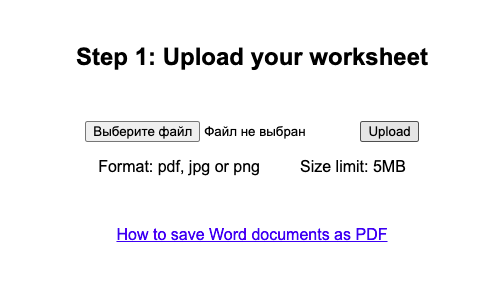 Step 1: Upload your worksheet
Выберите файл Файл не выбран Upload
Format: pdf, jpg or png Size limit: 5MB
How to save Word documents as PDF